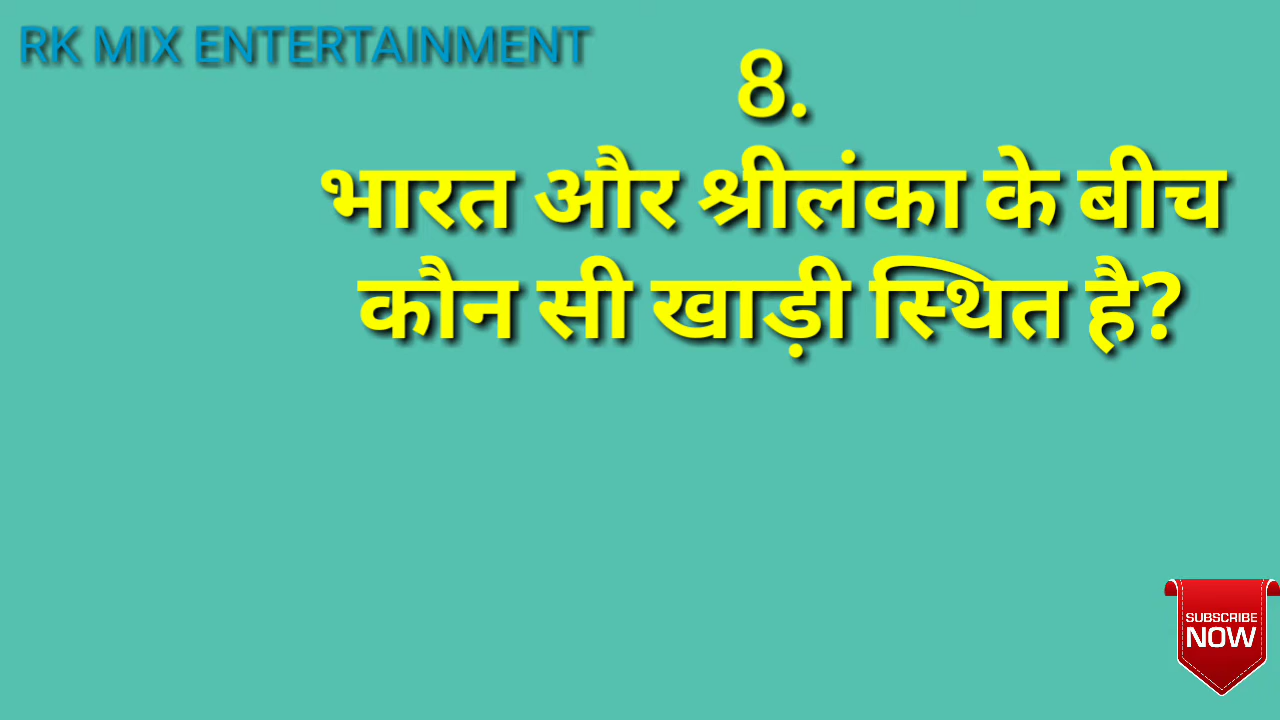 RK MIX ENTERTAINMENT
8.
भारत और श्रीलंका के बीच
कौन सी खाड़ी स्थित है?
SUBSCRIBE
NOW